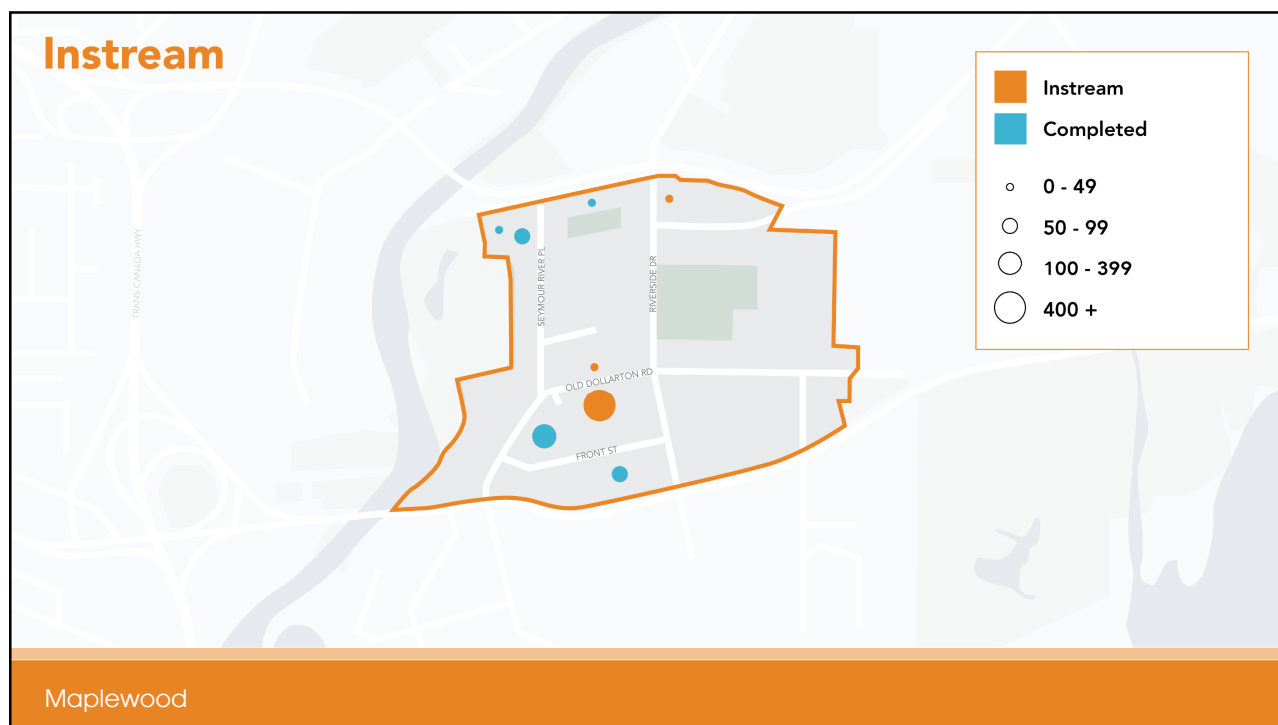 Instream
Instream
Completed
0 - 49
50 - 99
100 - 399
400 +
TRANS CANADA HWY
SEYMOUR RIVER PL
RIVERSIDE DR
OLD DOLLARTON RD
FRONT ST
Maplewood